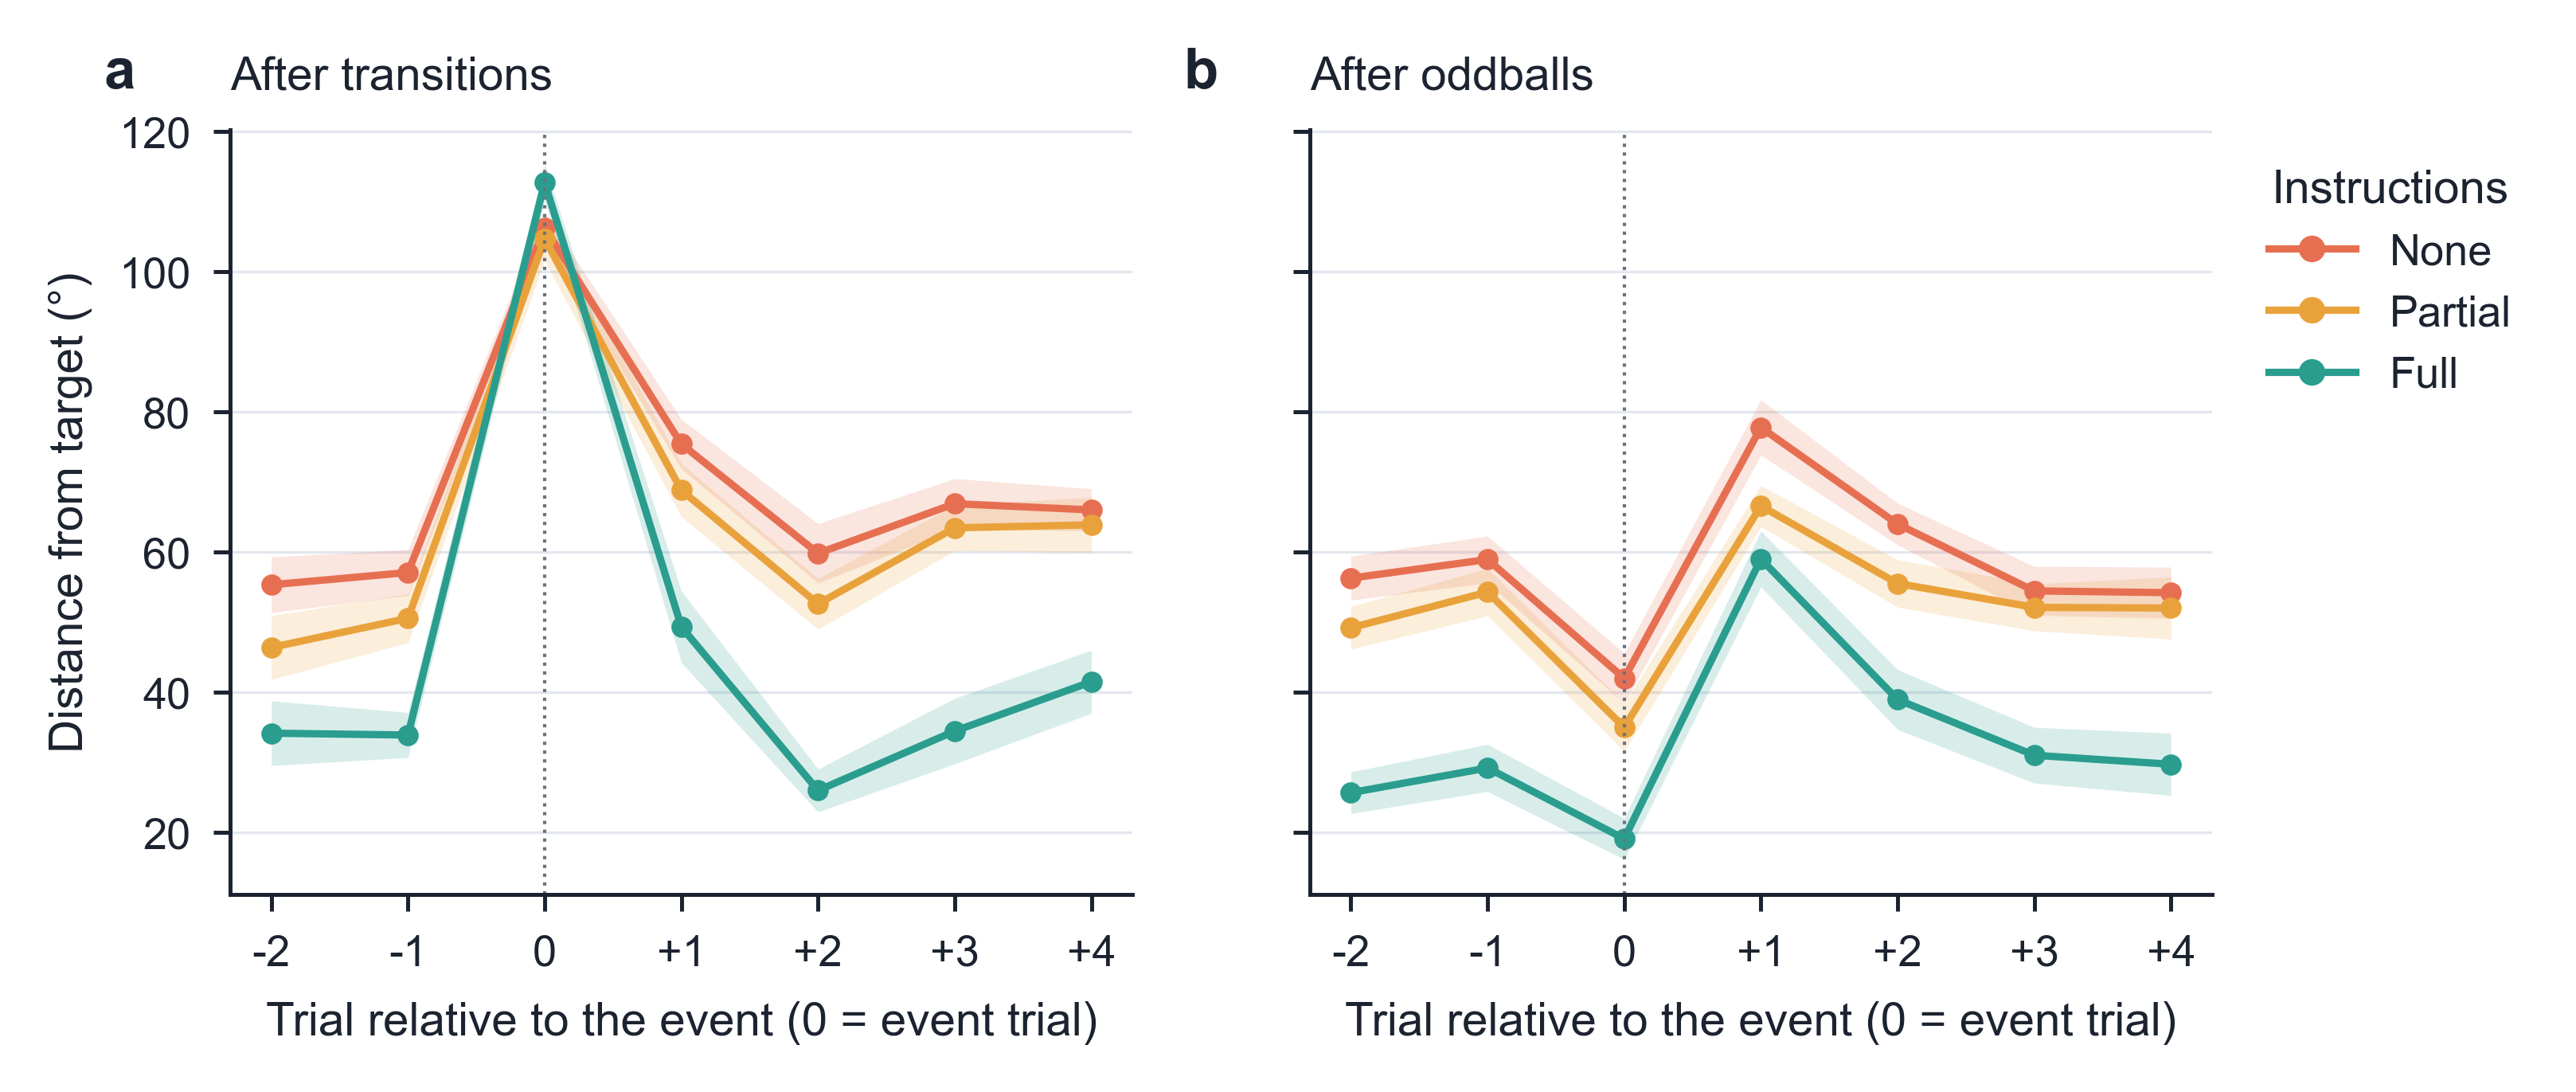 a After transitions
b After oddballs
Distance from target (°)
120
100
80
60
40
20
-2 -1 0 +1 +2 +3 +4
Trial relative to the event (0 = event trial)
-2 -1 0 +1 +2 +3 +4
Trial relative to the event (0 = event trial)
Instructions
None
Partial
Full